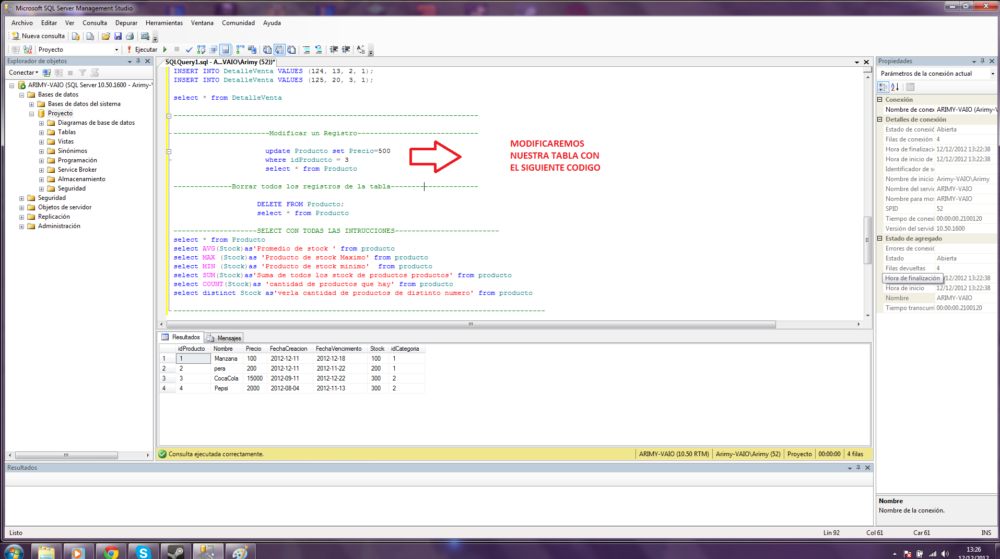 Microsoft SQL Server Management Studio
Archivo Editar Ver Consulta Depurar Herramientas Ventana Comunidad Ayuda
Nueva consulta
Proyecto Ejecutar
Explorador de objetos
Conectar
ARIMY-VAIO (SQL Server 10.50.1600 - Arimy-V
Bases de datos
Bases de datos del sistema
Proyecto
Diagramas de base de datos
Tablas
Vistas
Sinónimos
Programación
Service Broker
Almacenamiento
Seguridad
Seguridad
Objetos de servidor
Replicación
Administración
SQLQuery1.sql - A...VAIO\Arimy (52))*
INSERT INTO DetalleVenta VALUES (124, 13, 2, 1);
INSERT INTO DetalleVenta VALUES (125, 20, 3, 1);
select * from DetalleVenta
-------------------------------------------------------------------------
-----------------------Modificar un Registro-----------------------------
update Producto set Precio=500
where idProducto = 3
select * from Producto
MODIFICAREMOS
NUESTRA TABLA CON
EL SIGUIENTE CODIGO
--------------Borrar todos los registros de la tabla---------------------
DELETE FROM Producto;
select * from Producto
--------------------SELECT CON TODAS LAS INTRUCCIONES-------------------------
select * from Producto
select AVG(Stock)as'Promedio de stock ' from producto
select MAX (Stock)as 'Producto de stock Maximo' from producto
select MIN (Stock)as 'Producto de stock minimo'  from producto
select SUM(Stock)as'Suma de todos los stock de productos productos' from producto
select COUNT(Stock)as 'cantidad de productos que hay' from producto
select distinct Stock as'verla cantidad de productos de distinto numero' from producto
-----------------------------------------------------------------------------------------
Resultados Mensajes
idProducto Nombre Precio FechaCreacion FechaVencimiento Stock idCategoria
1 1 Manzana 100 2012-12-11 2012-12-18 100 1
2 2 pera 200 2012-12-11 2012-11-22 200 1
3 3 CocaCola 15000 2012-09-11 2012-12-22 300 2
4 4 Pepsi 2000 2012-08-04 2012-11-13 300 2
Consulta ejecutada correctamente. ARIMY-VAIO (10.50 RTM) Arimy-VAIO\Arimy (52) Proyecto 00:00:00 4 filas
Resultados
Propiedades
Parámetros de la conexión actual
Conexión
Nombre de conex ARIMY-VAIO (Arimy-V
Detalles de conexión
Estado de conexió Abierta
Filas de conexión 4
Hora de finalizació 12/12/2012 13:22:38
Hora de inicio de 12/12/2012 13:22:38
Identificador de se
Nombre de inicio Arimy-VAIO\Arimy
Nombre del servic ARIMY-VAIO
Nombre para mos ARIMY-VAIO
SPID 52
Tiempo de conexi 00:00:00.2100120
Versión del servid 10.50.1600
Estado de agregado
Errores de conexió
Estado Abierta
Filas devueltas 4
Hora de finalización /12/2012 13:22:38
Hora de inicio 12/12/2012 13:22:38
Nombre ARIMY-VAIO
Tiempo transcurri 00:00:00.2100120
Nombre
Nombre de la conexión.
Listo Lín 92 Col 61 Car 61 INS
13:26
12/12/2012